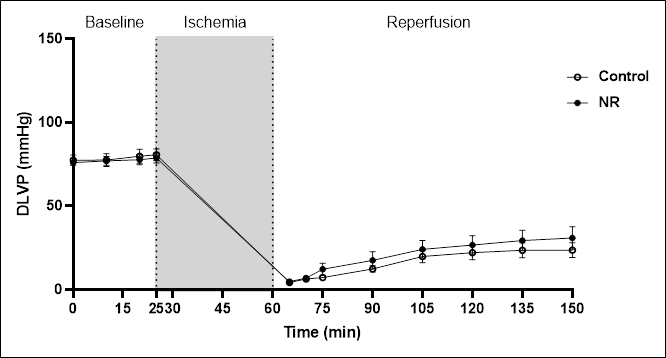 Baseline Ischemia Reperfusion
150
100
50
0
DLVP (mmHg)
Control
NR
0 15 25 30 45 60 75 90 105 120 135 150
Time (min)